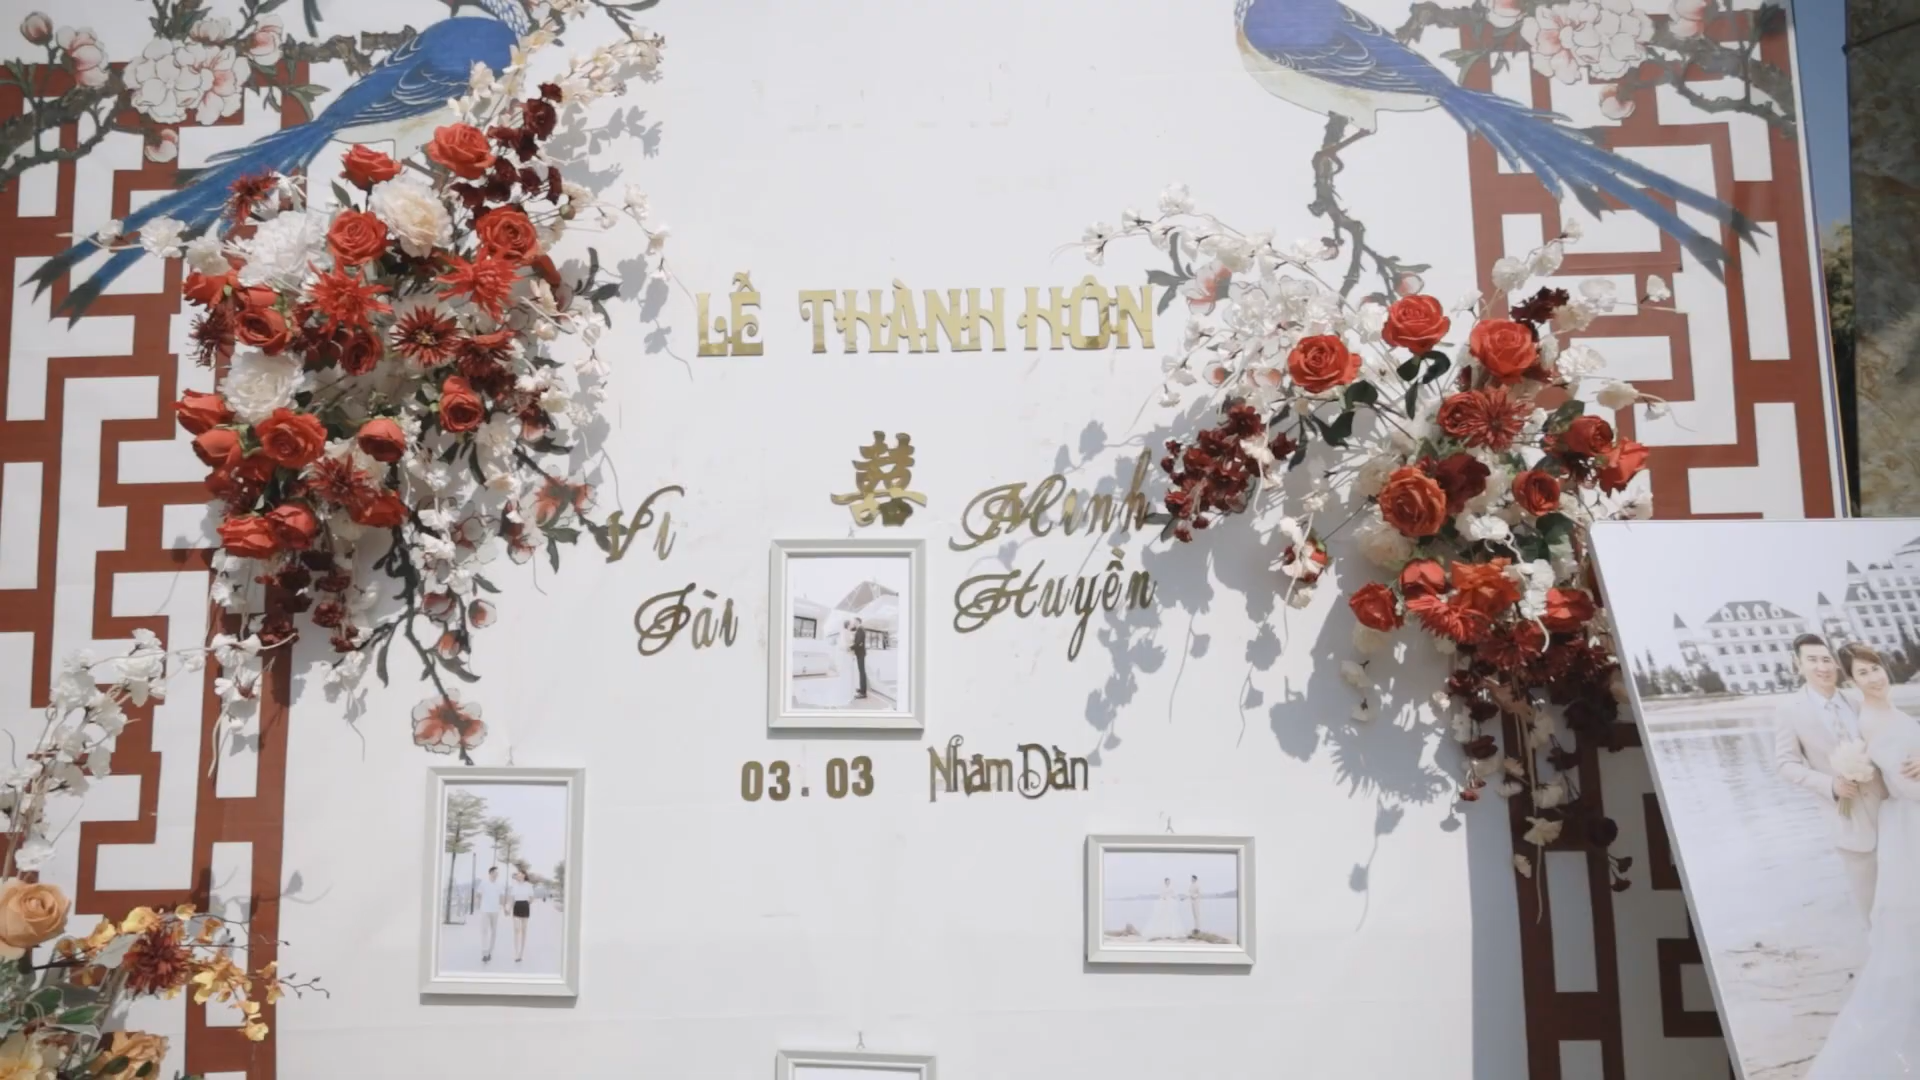 LỄ THÀNH HÔN
囍
Vi Tài
Minh Huyền
03.03 Nhâm Dần